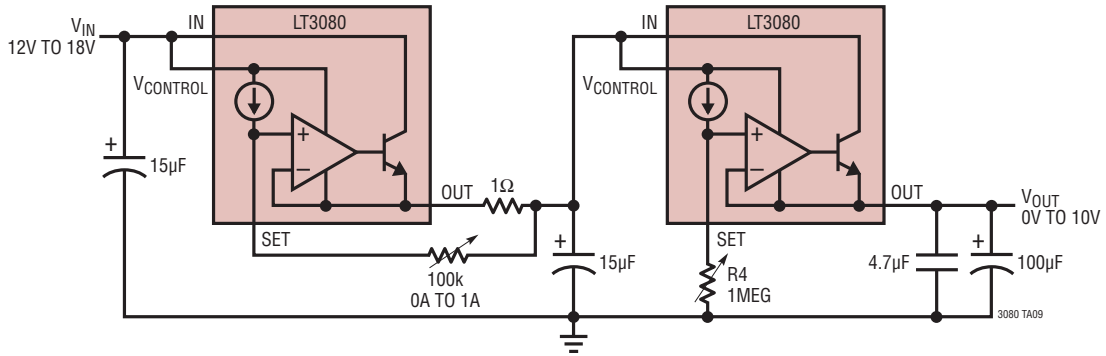 IN
LT3080
VIN
12V TO 18V
VCONTROL
+
−
+
15µF
OUT
1Ω
SET
100k
0A TO 1A
+
15µF
IN
LT3080
VCONTROL
+
−
OUT
VOUT
0V TO 10V
SET
R4
1MEG
4.7µF
+
100µF
3080 TA09